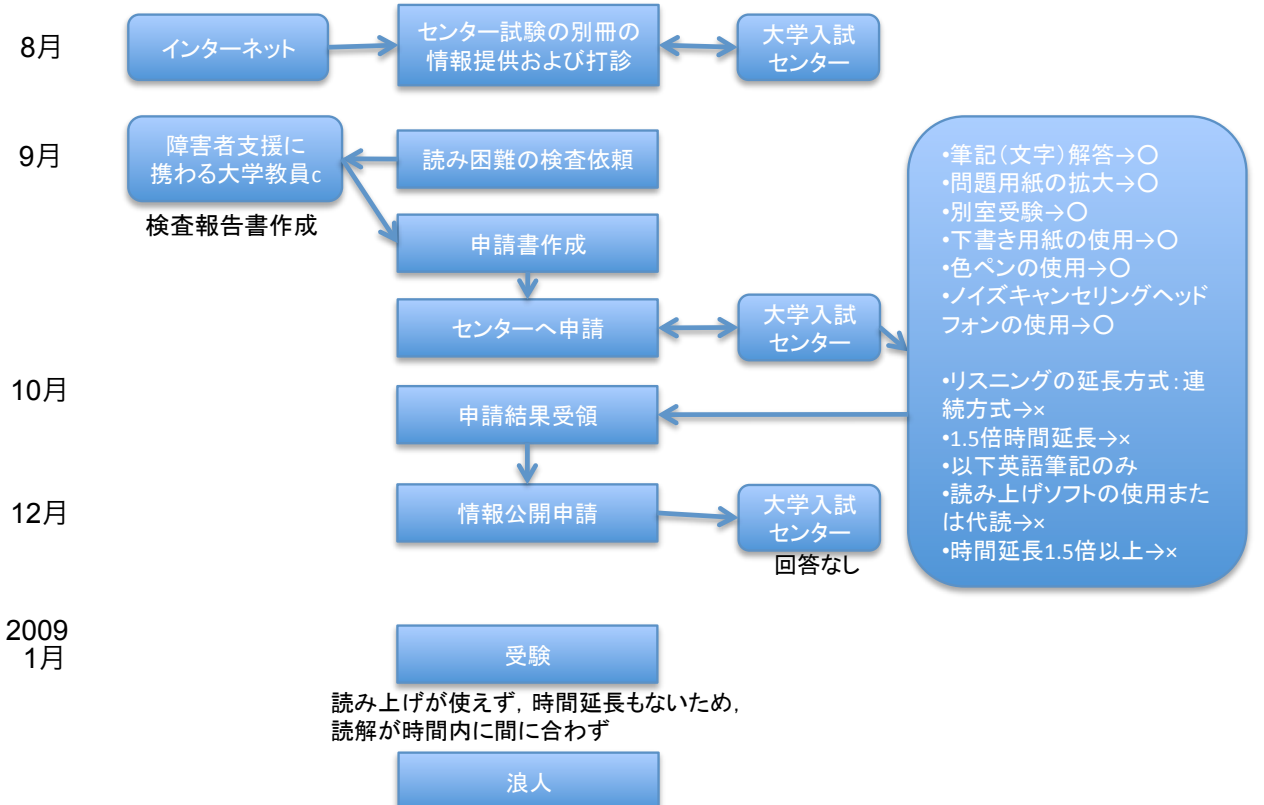 8月
インターネット
センター試験の別冊の
情報提供および打診
大学入試
センター
9月
障害者支援に
携わる大学教員c
検査報告書作成
読み困難の検査依頼
申請書作成
センターへ申請
大学入試
センター
•筆記(文字)解答→○
•問題用紙の拡大→○
•別室受験→○
•下書き用紙の使用→○
•色ペンの使用→○
•ノイズキャンセリングヘッド
フォンの使用→○
•リスニングの延長方式:連
続方式→×
•1.5倍時間延長→×
•以下英語筆記のみ
•読み上げソフトの使用また
は代読→×
•時間延長1.5倍以上→×
10月
申請結果受領
12月
情報公開申請
大学入試
センター
回答なし
2009
1月
受験
読み上げが使えず,時間延長もないため,
読解が時間内に間に合わず
浪人